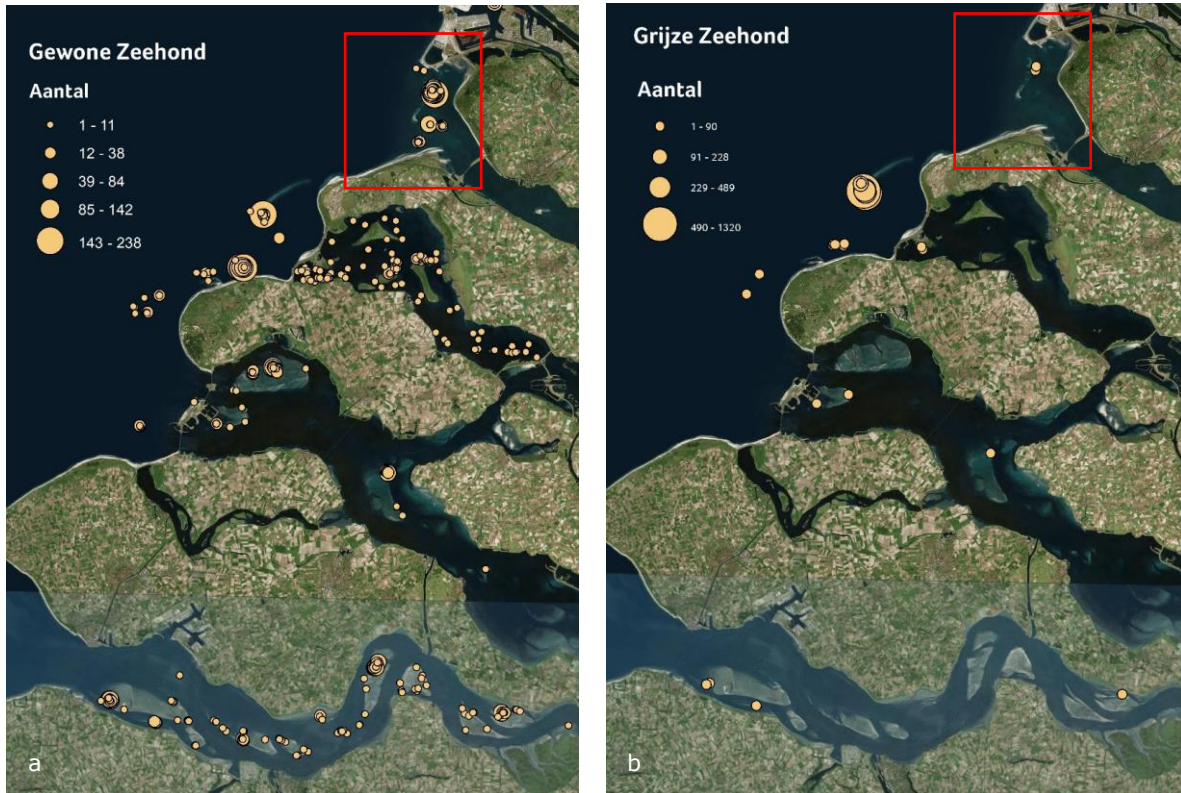 Gewone Zeehond
Aantal
1 - 11
12 - 38
39 - 84
85 - 142
143 - 238
a
Grijze Zeehond
Aantal
1 - 90
91 - 228
229 - 489
490 - 1320
b